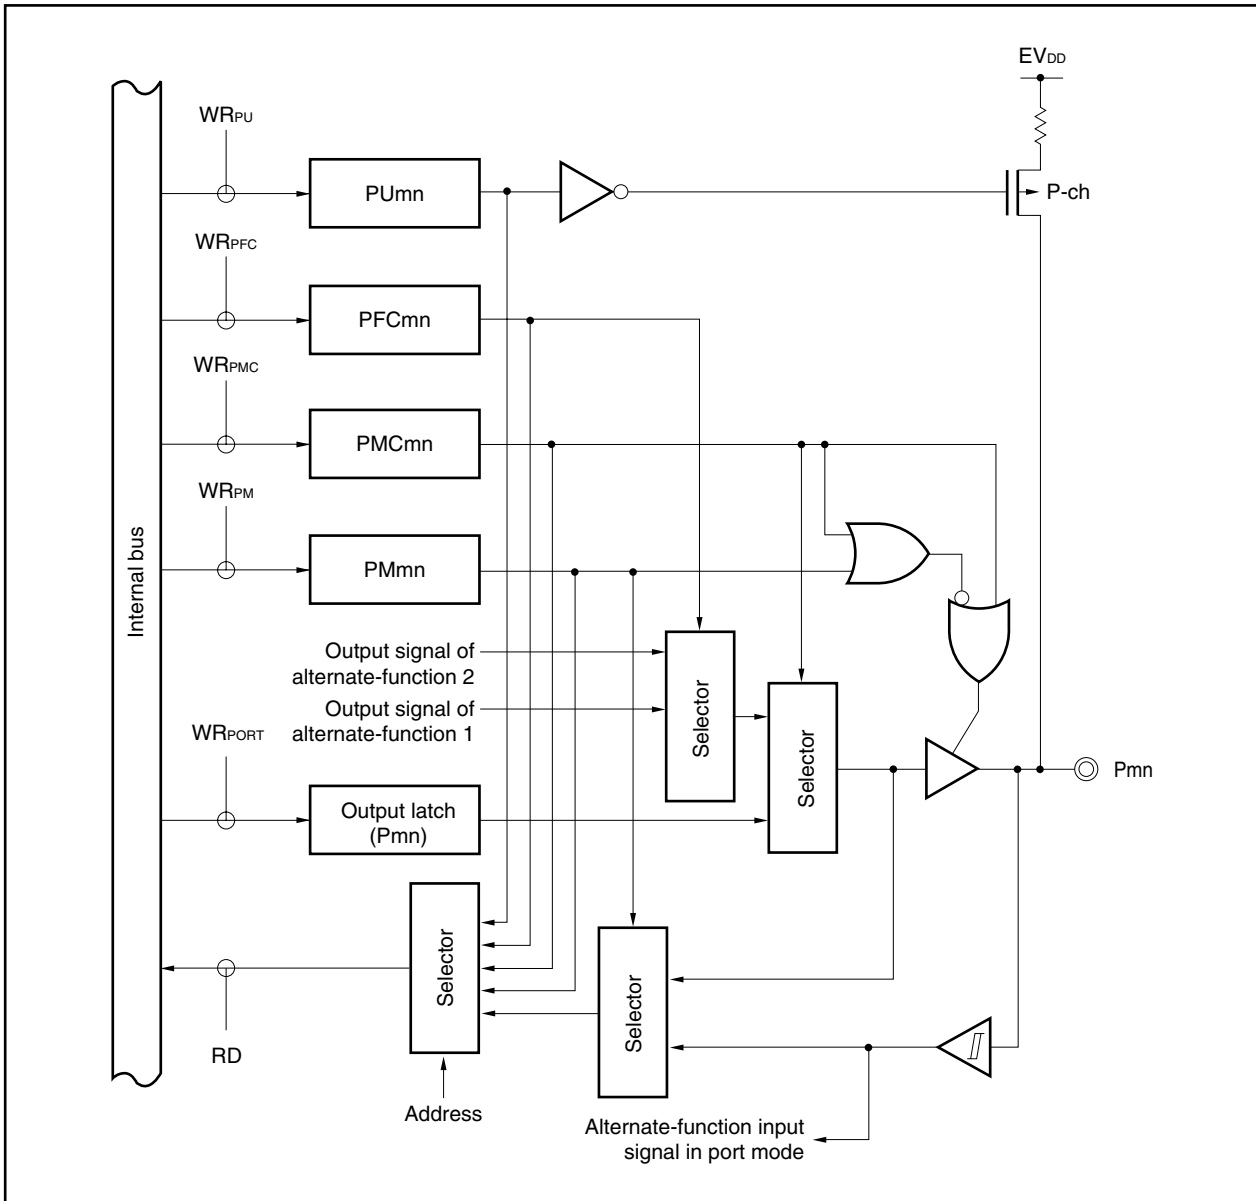 EVDD
WRPU
PUmn
P-ch
WRPFC
PFCmn
WRPMC
PMCmn
WRPM
PMmn
Internal bus
Output signal of
alternate-function 2
Output signal of
alternate-function 1
Selector
Selector
WRPORT
Output latch
(Pmn)
Pmn
Selector
Selector
RD
Address
Alternate-function input
signal in port mode